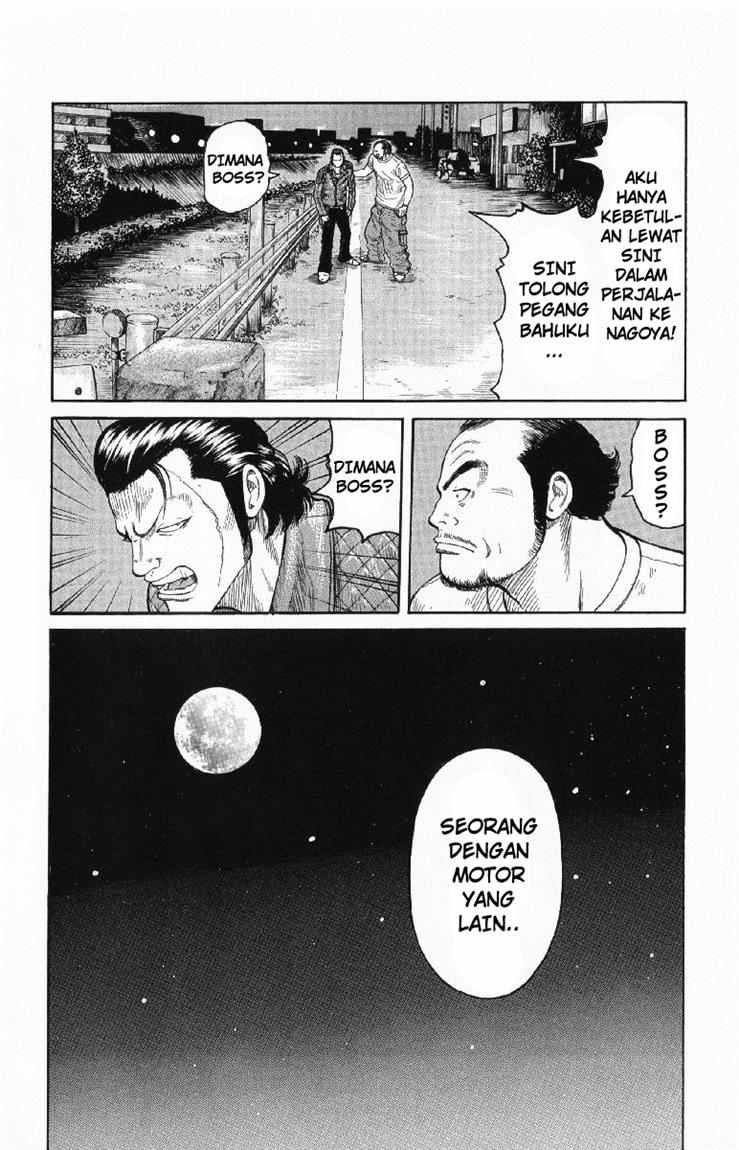 AKU
HANYA
KEBETUL-
AN LEWAT
SINI
DALAM
PERJALA-
NAN KE
NAGOYA!
SINI
TOLONG
PEGANG
BAHUKU
...
DIMANA
BOSS?
BOSS?
DIMANA
BOSS?
SEORANG
DENGAN
MOTOR
YANG
LAIN..